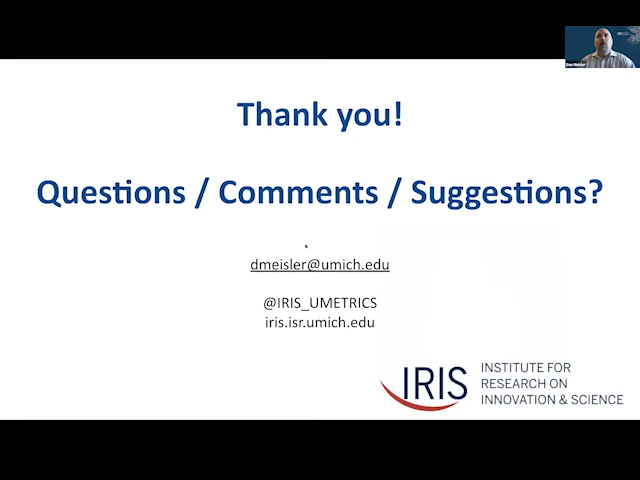 Thank you!
Questions / Comments / Suggestions?
dmeisler@umich.edu
@IRIS_UMETRICS
iris.isr.umich.edu
IRIS
INSTITUTE FOR
RESEARCH ON
INNOVATION & SCIENCE